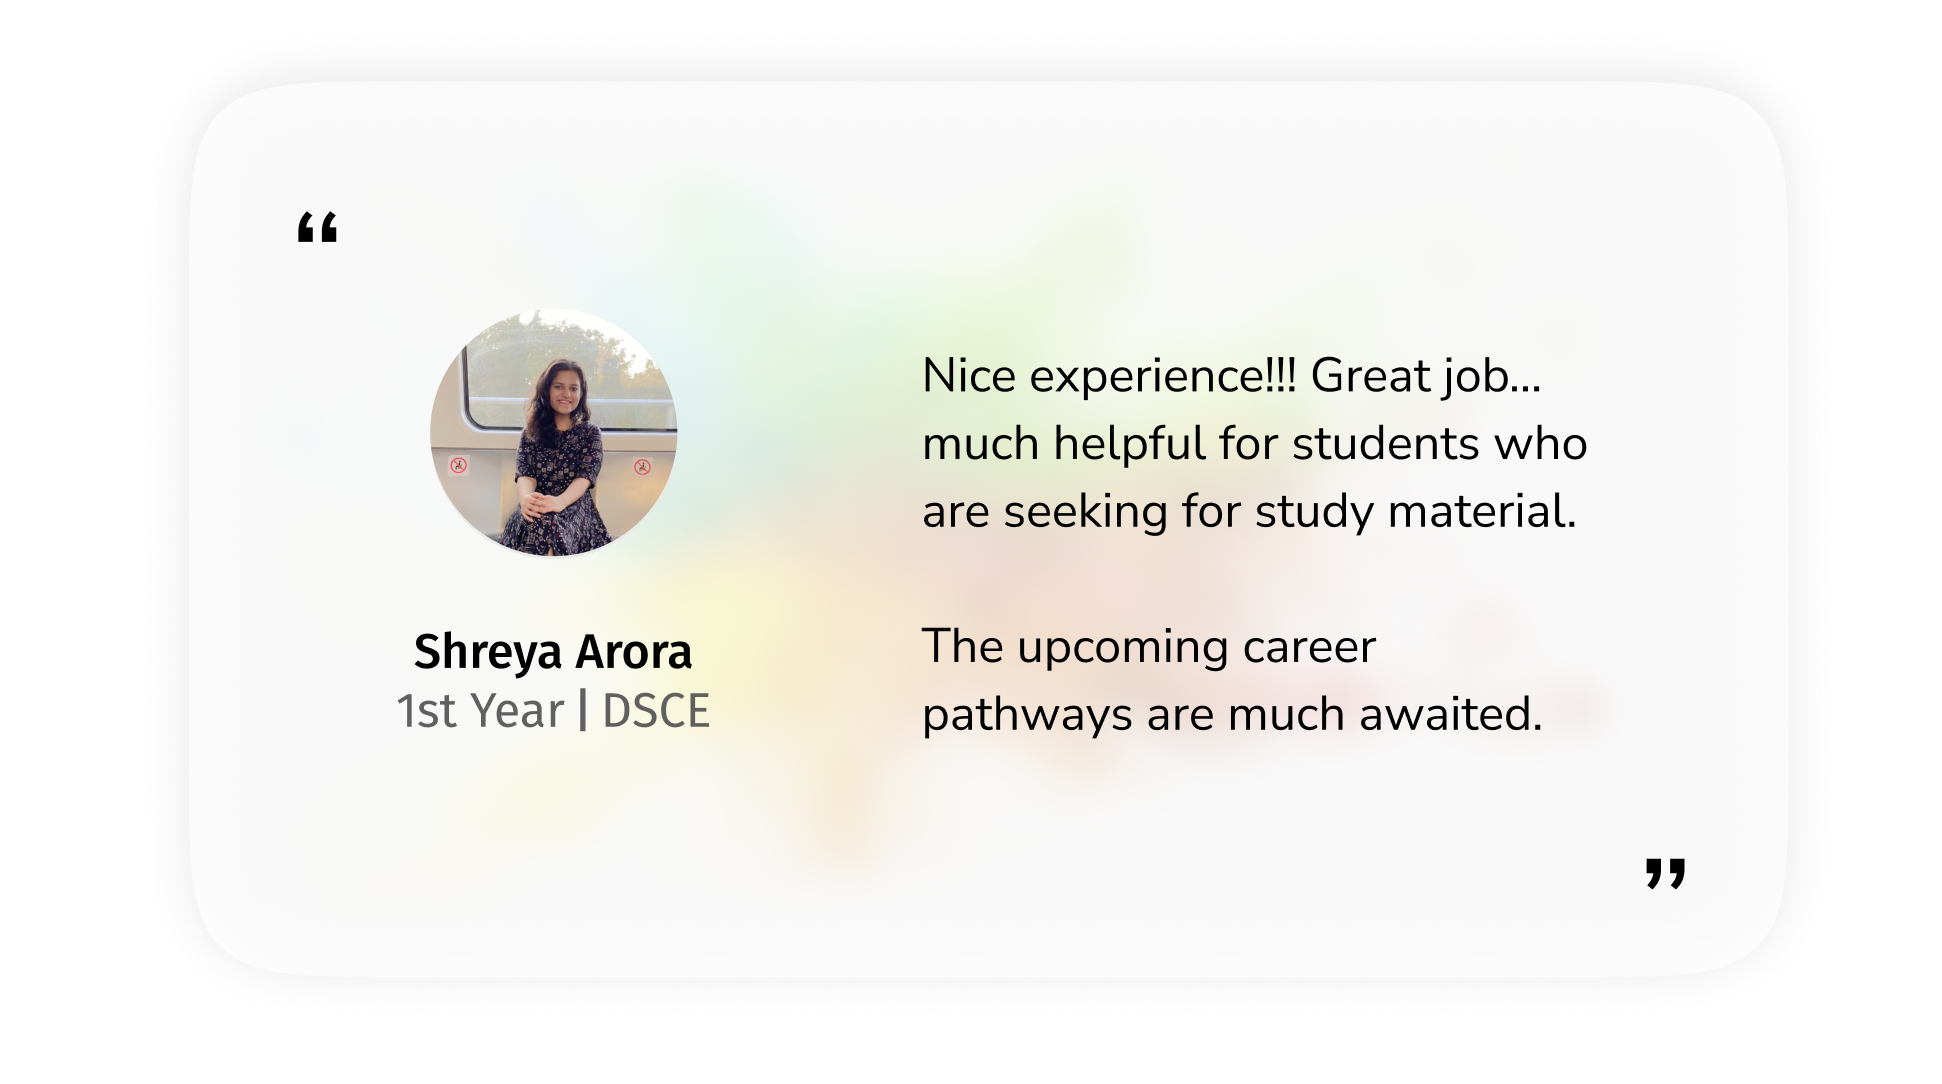 “
Shreya Arora
1st Year | DSCE
Nice experience!!! Great job...
much helpful for students who
are seeking for study material.
The upcoming career
pathways are much awaited.
”